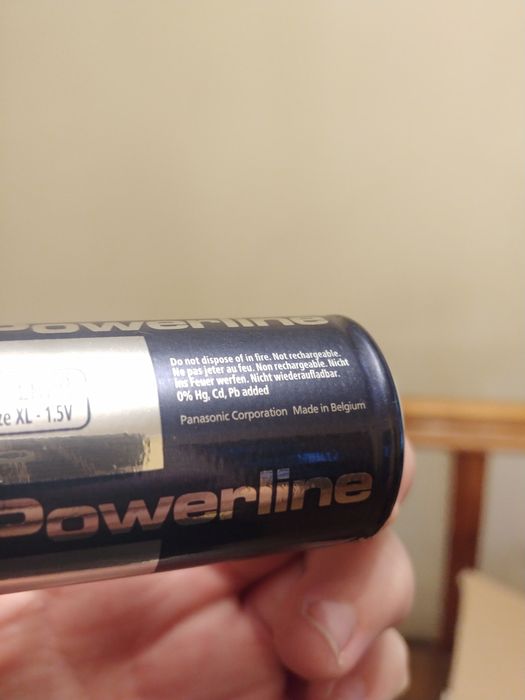 Powerline
Do not dispose of in fire. Not rechargeable.
Ne pas jeter au feu. Non rechargeable. Nicht
ins Feuer werfen. Nicht wiederaufladbar.
0% Hg, Cd, Pb added
Panasonic Corporation Made in Belgium
XL - 1.5V
Powerline